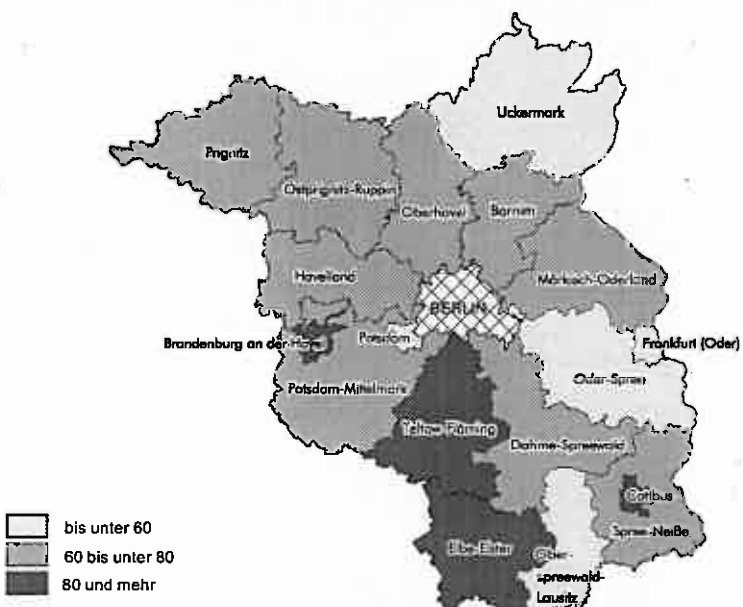 Uckermark
Prignitz
Ostprignitz-Ruppin
Oberhavel
Barnim
Havelland
Märkisch-Oderland
BERLIN
Brandenburg an der Havel
Potsdam
Frankfurt (Oder)
Potsdam-Mittelmark
Oder-Spree
Teltow-Fläming
Dahme-Spreewald
Cottbus
Spree-Neiße
Elbe-Elster
Ober-
spreewald-
Lausitz
bis unter 60
60 bis unter 80
80 und mehr